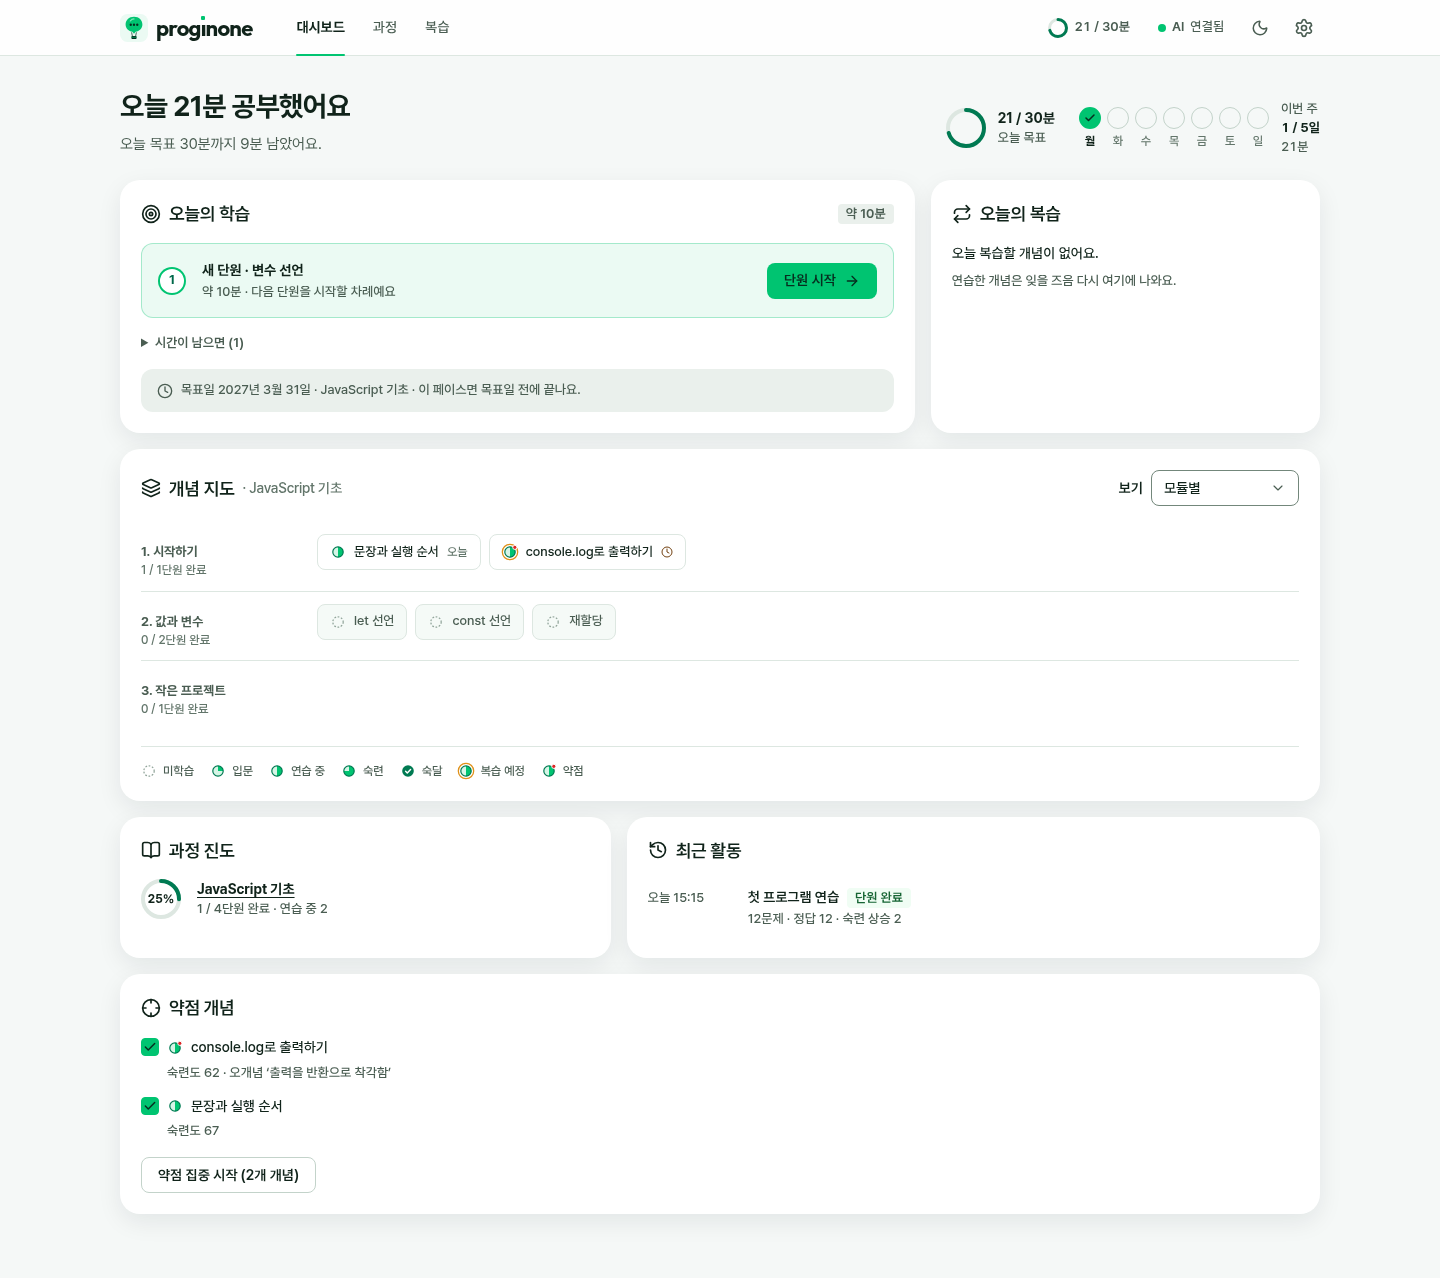 proginone
대시보드
과정
복습
21 / 30분
AI 연결됨
오늘 21분 공부했어요
오늘 목표 30분까지 9분 남았어요.
21 / 30분
오늘 목표
월 화 수 목 금 토 일
이번 주
1 / 5일
21분
오늘의 학습
약 10분
1
새 단원 · 변수 선언
약 10분 · 다음 단원을 시작할 차례예요
단원 시작
시간이 남으면 (1)
목표일 2027년 3월 31일 · JavaScript 기초 · 이 페이스면 목표일 전에 끝나요.
오늘의 복습
오늘 복습할 개념이 없어요.
연습한 개념은 잊을 즈음 다시 여기에 나와요.
개념 지도 · JavaScript 기초
보기
모듈별
1. 시작하기
1 / 1단원 완료
문장과 실행 순서 오늘
console.log로 출력하기
2. 값과 변수
0 / 2단원 완료
let 선언
const 선언
재할당
3. 작은 프로젝트
0 / 1단원 완료
미학습
입문
연습 중
숙련
숙달
복습 예정
약점
과정 진도
25%
JavaScript 기초
1 / 4단원 완료 · 연습 중 2
최근 활동
오늘 15:15
첫 프로그램 연습
단원 완료
12문제 · 정답 12 · 숙련 상승 2
약점 개념
console.log로 출력하기
숙련도 62 · 오개념 ‘출력을 반환으로 착각함’
문장과 실행 순서
숙련도 67
약점 집중 시작 (2개 개념)